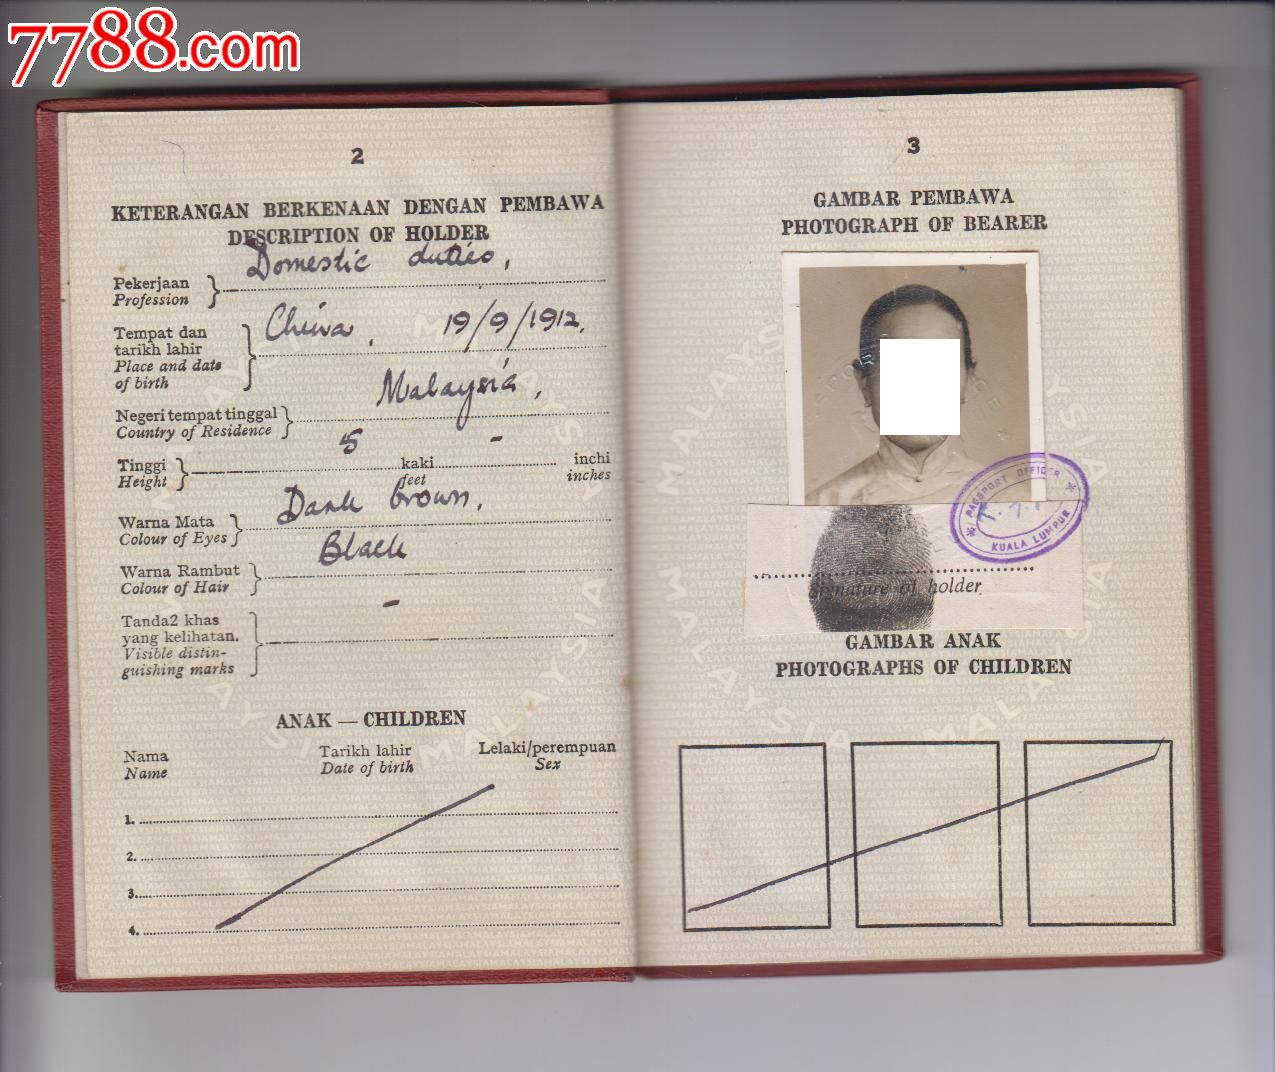 7788.com
2
KETERANGAN BERKENAAN DENGAN PEMBAWA
DESCRIPTION OF HOLDER
Pekerjaan
Profession
Domestic duties,
Tempat dan
tarikh lahir
Place and date
of birth
China, 19/9/1912,
Negeri tempat tinggal
Country of Residence
Malaysia,
Tinggi
Height
5 kaki - inchi
feet inches
Warna Mata
Colour of Eyes
Dark brown,
Warna Rambut
Colour of Hair
Black
Tanda2 khas
yang kelihatan.
Visible distin-
guishing marks
-
ANAK — CHILDREN
Nama
Name
Tarikh lahir
Date of birth
Lelaki/perempuan
Sex
1.
2.
3.
4.
3
GAMBAR PEMBAWA
PHOTOGRAPH OF BEARER
PASSPORT OFFICER
KUALA LUMPUR
Signature of holder
GAMBAR ANAK
PHOTOGRAPHS OF CHILDREN
MALAYSIA